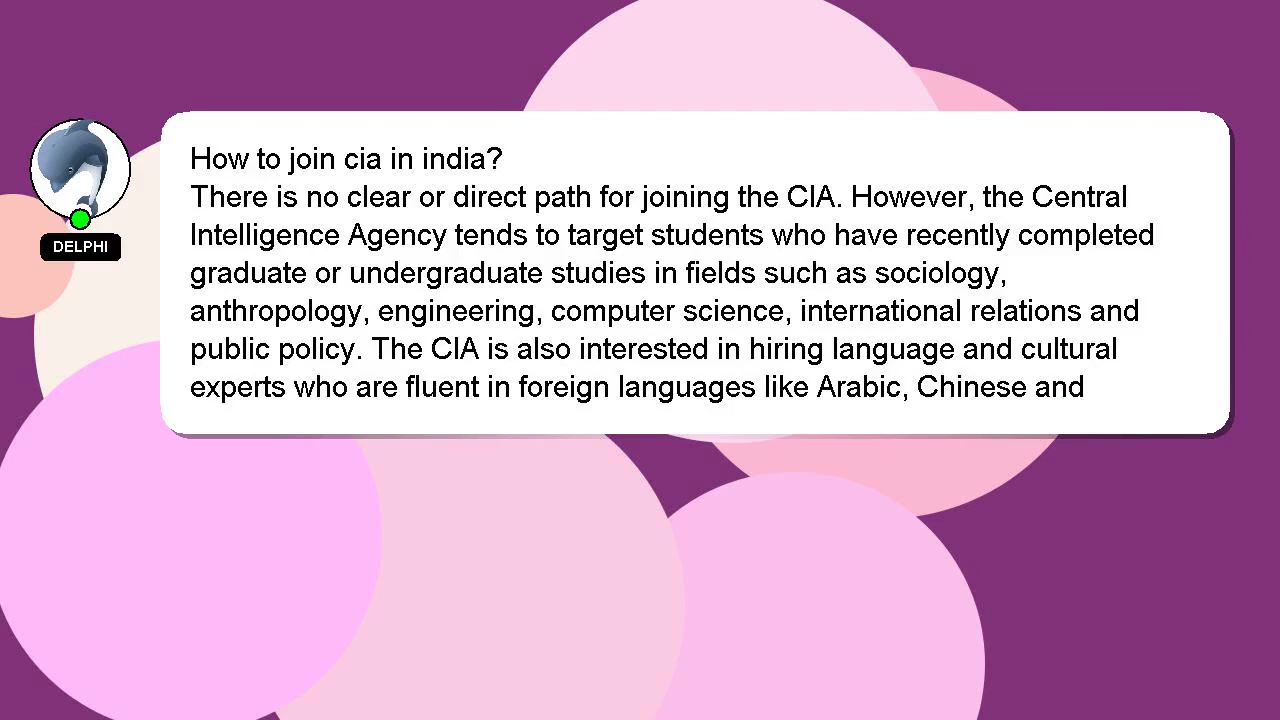 How to join cia in india?
There is no clear or direct path for joining the CIA. However, the Central
Intelligence Agency tends to target students who have recently completed
graduate or undergraduate studies in fields such as sociology,
anthropology, engineering, computer science, international relations and
public policy. The CIA is also interested in hiring language and cultural
experts who are fluent in foreign languages like Arabic, Chinese and
DELPHI